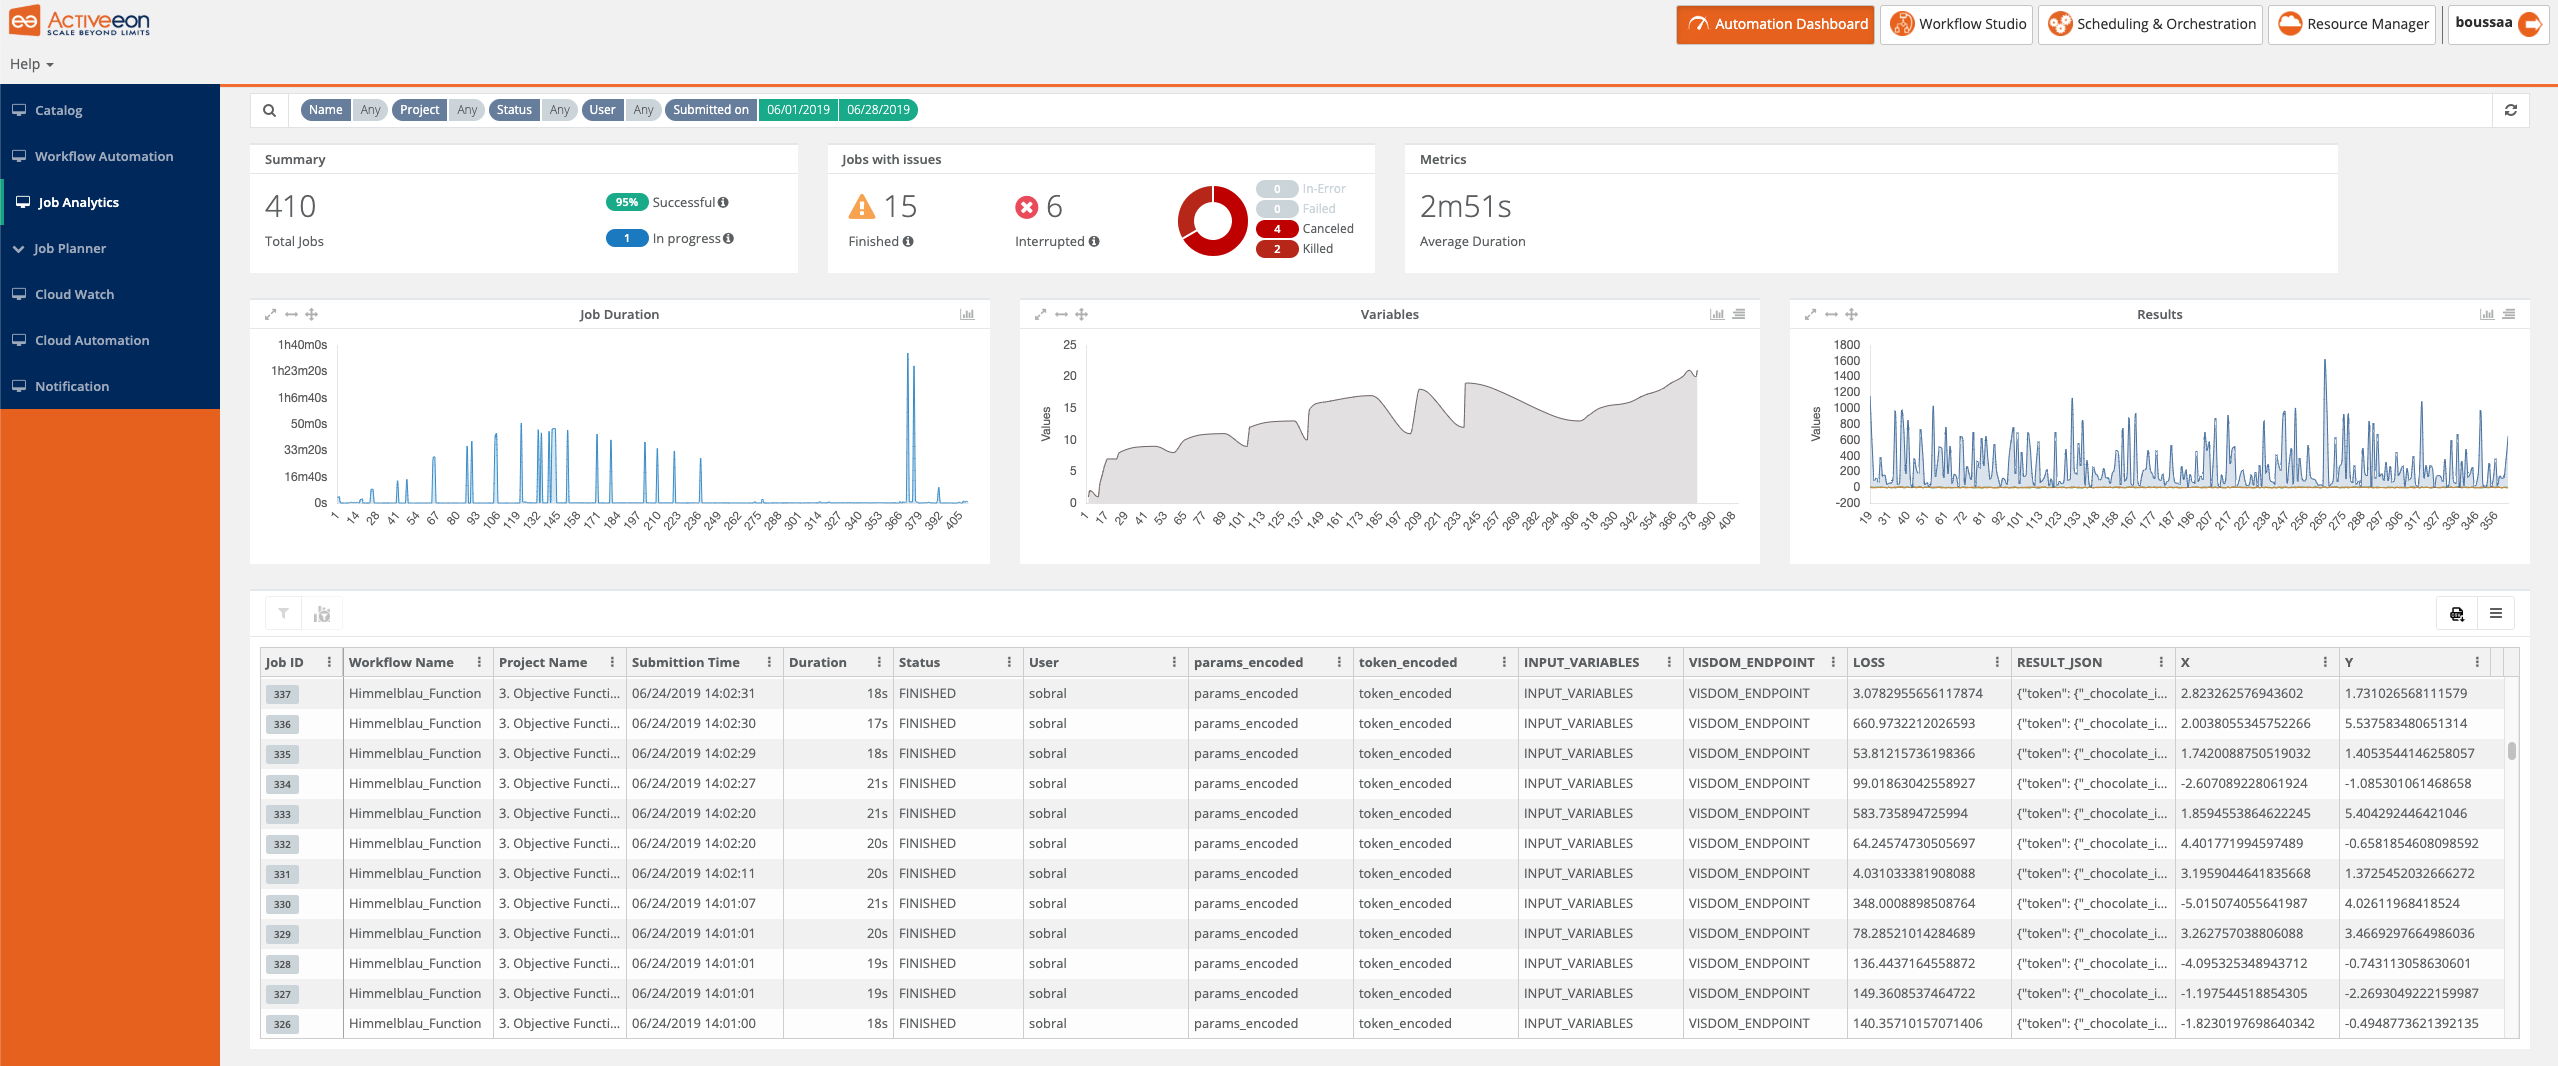 Activeeon
SCALE BEYOND LIMITS
Automation Dashboard
Workflow Studio
Scheduling & Orchestration
Resource Manager
boussaa
Help
Catalog
Workflow Automation
Job Analytics
Job Planner
Cloud Watch
Cloud Automation
Notification
Name Any Project Any Status Any User Any Submitted on 06/01/2019 06/28/2019
Summary
410
Total Jobs
95% Successful
1 In progress
Jobs with issues
15
Finished
6
Interrupted
0 In-Error
0 Failed
4 Canceled
2 Killed
Metrics
2m51s
Average Duration
Job Duration
1h40m0s
1h23m20s
1h6m40s
50m0s
33m20s
16m40s
0s
1 14 28 41 54 67 80 93 106 119 132 145 158 171 184 197 210 223 236 249 262 275 288 301 314 327 340 353 366 379 392 405
Variables
Values
25
20
15
10
5
0
1 17 29 41 53 65 77 89 101 113 125 137 149 161 173 185 197 209 221 233 245 257 269 282 294 306 318 330 342 354 366 378 390 408
Results
Values
1800
1600
1400
1200
1000
800
600
400
200
0
-200
19 31 40 51 61 72 81 92 101 113 123 133 148 158 167 177 187 196 207 217 227 238 247 256 265 275 288 297 306 317 327 336 346 356
Job ID Workflow Name Project Name Submittion Time Duration Status User params_encoded token_encoded INPUT_VARIABLES VISDOM_ENDPOINT LOSS RESULT_JSON X Y
337 Himmelblau_Function 3. Objective Functi... 06/24/2019 14:02:31 18s FINISHED sobral params_encoded token_encoded INPUT_VARIABLES VISDOM_ENDPOINT 3.0782955656117874 {"token": {"_chocolate_i... 2.823262576943602 1.731026568111579
336 Himmelblau_Function 3. Objective Functi... 06/24/2019 14:02:30 17s FINISHED sobral params_encoded token_encoded INPUT_VARIABLES VISDOM_ENDPOINT 660.9732212026593 {"token": {"_chocolate_i... 2.0038055345752266 5.537583480651314
335 Himmelblau_Function 3. Objective Functi... 06/24/2019 14:02:29 18s FINISHED sobral params_encoded token_encoded INPUT_VARIABLES VISDOM_ENDPOINT 53.81215736198366 {"token": {"_chocolate_i... 1.7420088750519032 1.4053544146258057
334 Himmelblau_Function 3. Objective Functi... 06/24/2019 14:02:27 21s FINISHED sobral params_encoded token_encoded INPUT_VARIABLES VISDOM_ENDPOINT 99.01863042558927 {"token": {"_chocolate_i... -2.607089228061924 -1.085301061468658
333 Himmelblau_Function 3. Objective Functi... 06/24/2019 14:02:20 21s FINISHED sobral params_encoded token_encoded INPUT_VARIABLES VISDOM_ENDPOINT 583.735894725994 {"token": {"_chocolate_i... 1.8594553864622245 5.404292446421046
332 Himmelblau_Function 3. Objective Functi... 06/24/2019 14:02:20 20s FINISHED sobral params_encoded token_encoded INPUT_VARIABLES VISDOM_ENDPOINT 64.24574730505697 {"token": {"_chocolate_i... 4.401771994597489 -0.6581854608098592
331 Himmelblau_Function 3. Objective Functi... 06/24/2019 14:02:11 20s FINISHED sobral params_encoded token_encoded INPUT_VARIABLES VISDOM_ENDPOINT 4.031033381908088 {"token": {"_chocolate_i... 3.1959044641835668 1.3725452032666272
330 Himmelblau_Function 3. Objective Functi... 06/24/2019 14:01:07 21s FINISHED sobral params_encoded token_encoded INPUT_VARIABLES VISDOM_ENDPOINT 348.0008898508764 {"token": {"_chocolate_i... -5.015074055641987 4.02611968418524
329 Himmelblau_Function 3. Objective Functi... 06/24/2019 14:01:01 20s FINISHED sobral params_encoded token_encoded INPUT_VARIABLES VISDOM_ENDPOINT 78.28521014284689 {"token": {"_chocolate_i... 3.262757038806088 3.4669297664986036
328 Himmelblau_Function 3. Objective Functi... 06/24/2019 14:01:01 19s FINISHED sobral params_encoded token_encoded INPUT_VARIABLES VISDOM_ENDPOINT 136.4437164558872 {"token": {"_chocolate_i... -4.095325348943712 -0.743113058630601
327 Himmelblau_Function 3. Objective Functi... 06/24/2019 14:01:01 19s FINISHED sobral params_encoded token_encoded INPUT_VARIABLES VISDOM_ENDPOINT 149.3608537464722 {"token": {"_chocolate_i... -1.197544518854305 -2.2693049222159987
326 Himmelblau_Function 3. Objective Functi... 06/24/2019 14:01:00 18s FINISHED sobral params_encoded token_encoded INPUT_VARIABLES VISDOM_ENDPOINT 140.35710157071406 {"token": {"_chocolate_i... -1.8230197698640342 -0.4948773621392135